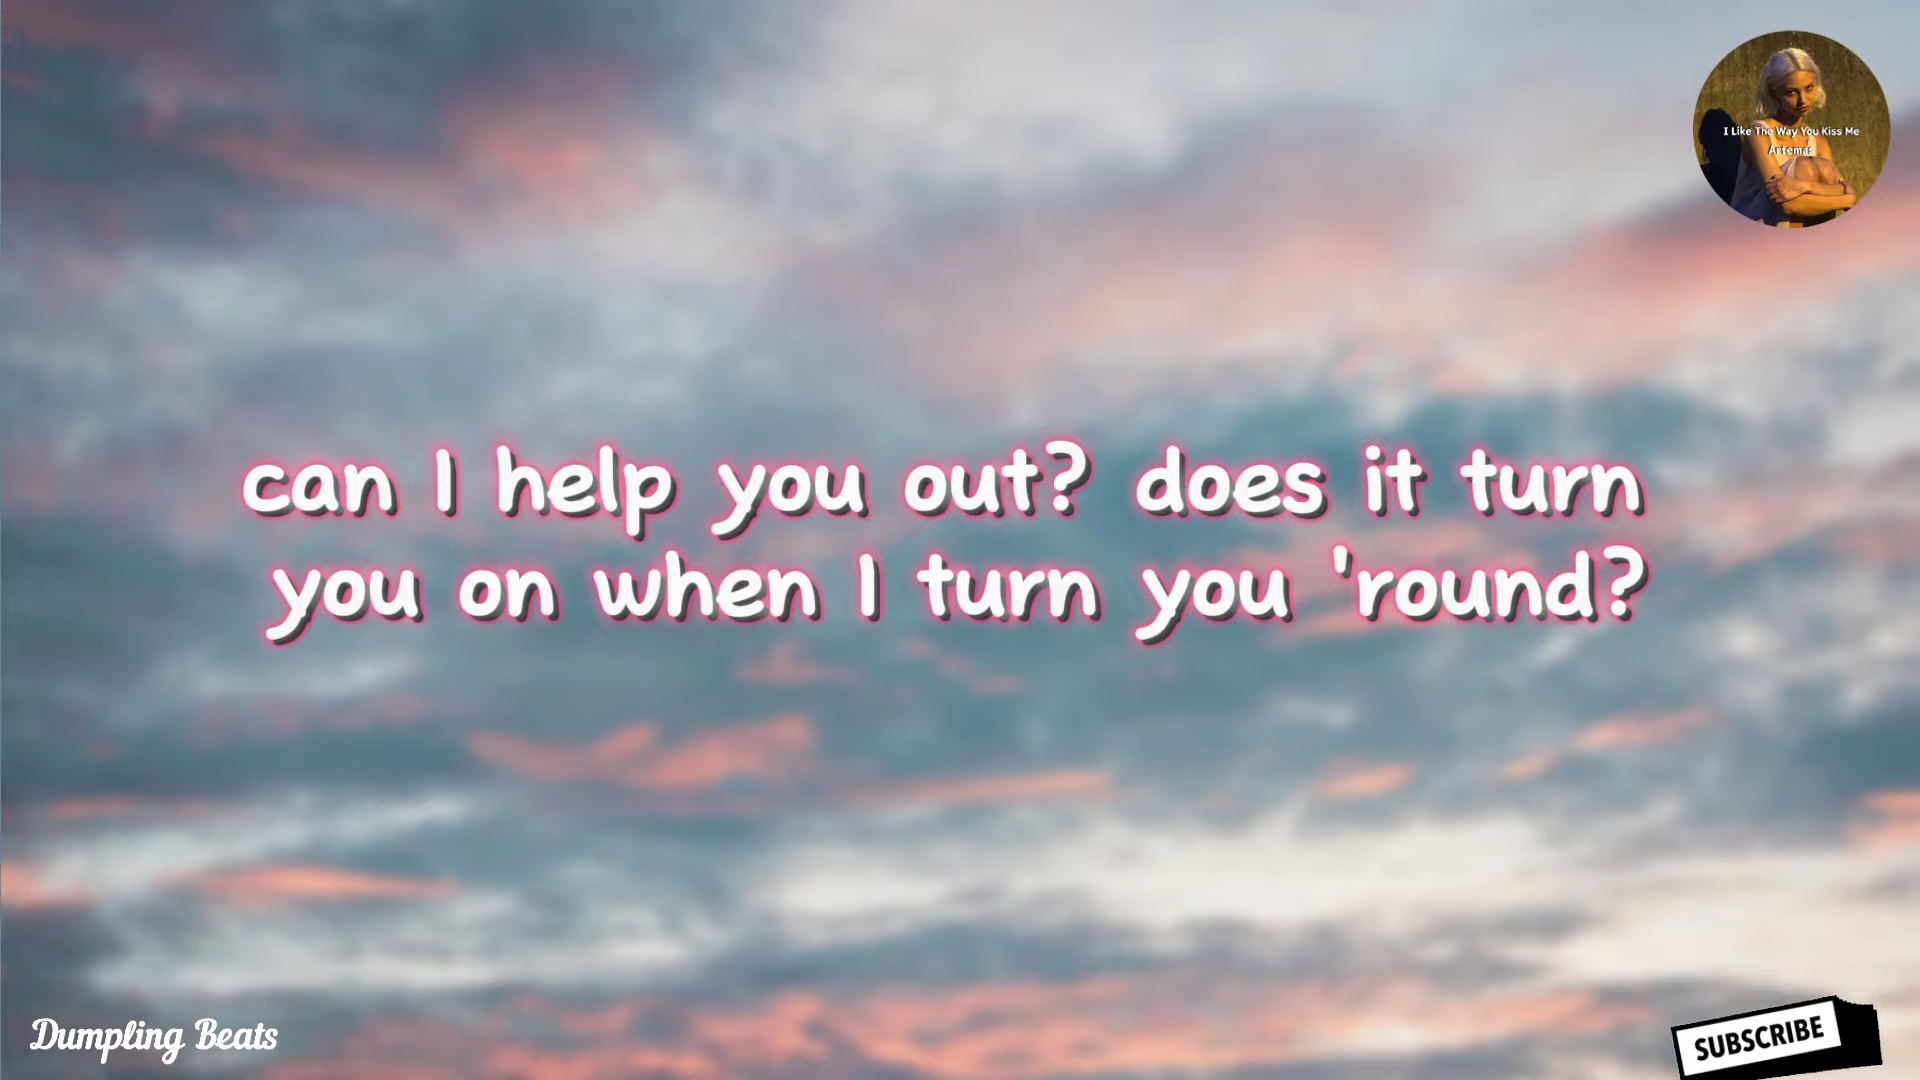 I Like The Way You Kiss Me
Artemas
can I help you out? does it turn
you on when I turn you 'round?
Dumpling Beats
SUBSCRIBE